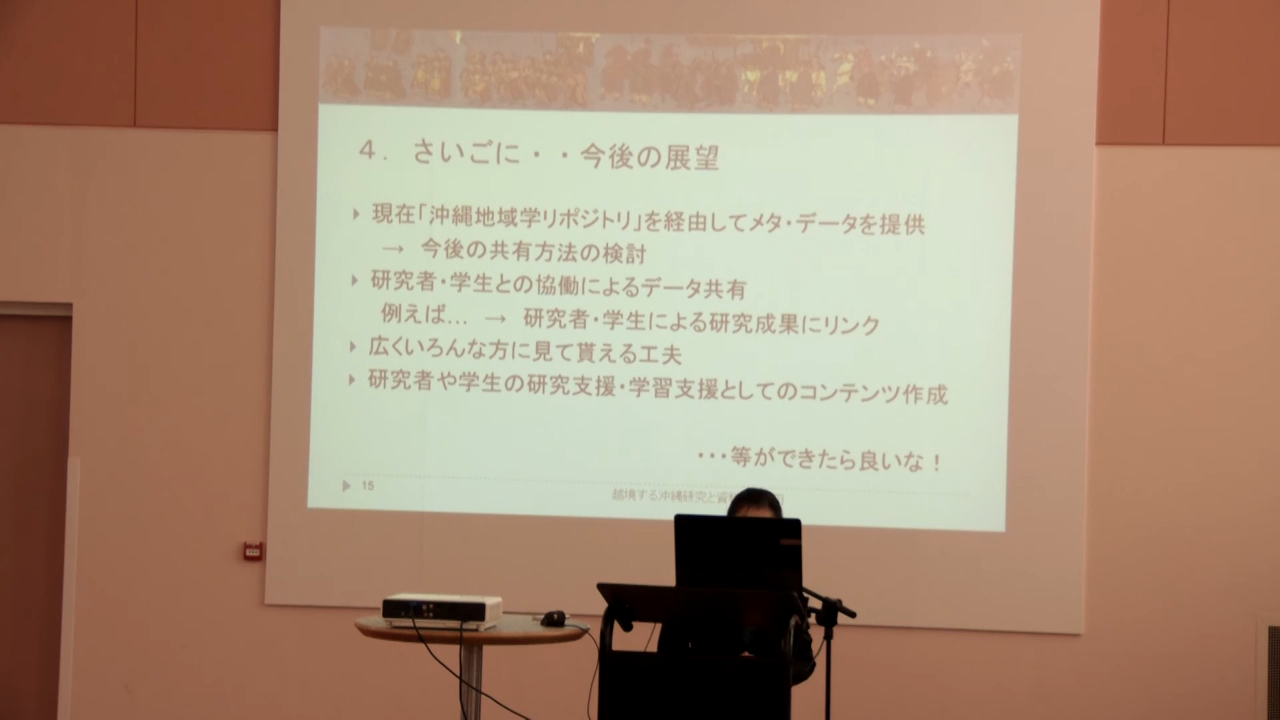 4. さいごに・・今後の展望
現在「沖縄地域学リポジトリ」を経由してメタ・データを提供
→ 今後の共有方法の検討
研究者・学生との協働によるデータ共有
例えば… → 研究者・学生による研究成果にリンク
広くいろんな方に見て貰える工夫
研究者や学生の研究支援・学習支援としてのコンテンツ作成
・・・等ができたら良いな！
15
越境する沖縄研究と資